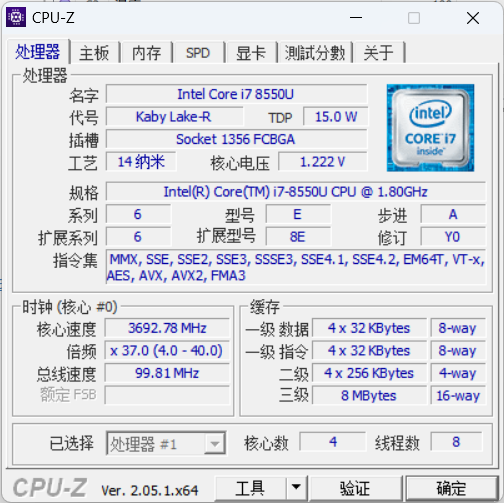 CPU-Z
处理器 主板 内存 SPD 显卡 測試分數 关于
处理器
名字 Intel Core i7 8550U
代号 Kaby Lake-R TDP 15.0 W
插槽 Socket 1356 FCBGA
工艺 14 纳米 核心电压 1.222 V
intel
CORE i7
inside
规格 Intel(R) Core(TM) i7-8550U CPU @ 1.80GHz
系列 6 型号 E 步进 A
扩展系列 6 扩展型号 8E 修订 Y0
指令集 MMX, SSE, SSE2, SSE3, SSSE3, SSE4.1, SSE4.2, EM64T, VT-x,
AES, AVX, AVX2, FMA3
时钟 (核心 #0)
核心速度 3692.78 MHz
倍频 x 37.0 (4.0 - 40.0)
总线速度 99.81 MHz
额定 FSB
缓存
一级 数据 4 x 32 KBytes 8-way
一级 指令 4 x 32 KBytes 8-way
二级 4 x 256 KBytes 4-way
三级 8 MBytes 16-way
已选择 处理器 #1 核心数 4 线程数 8
CPU-Z Ver. 2.05.1.x64 工具 验证 确定